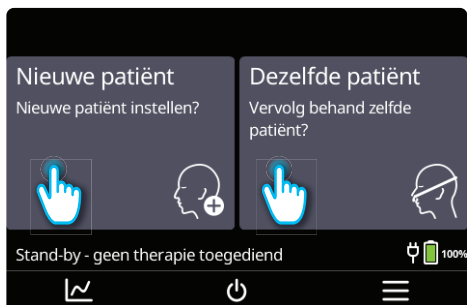 Nieuwe patiënt
Nieuwe patiënt instellen?
Dezelfde patiënt
Vervolg behand zelfde
patiënt?
Stand-by - geen therapie toegediend
100%